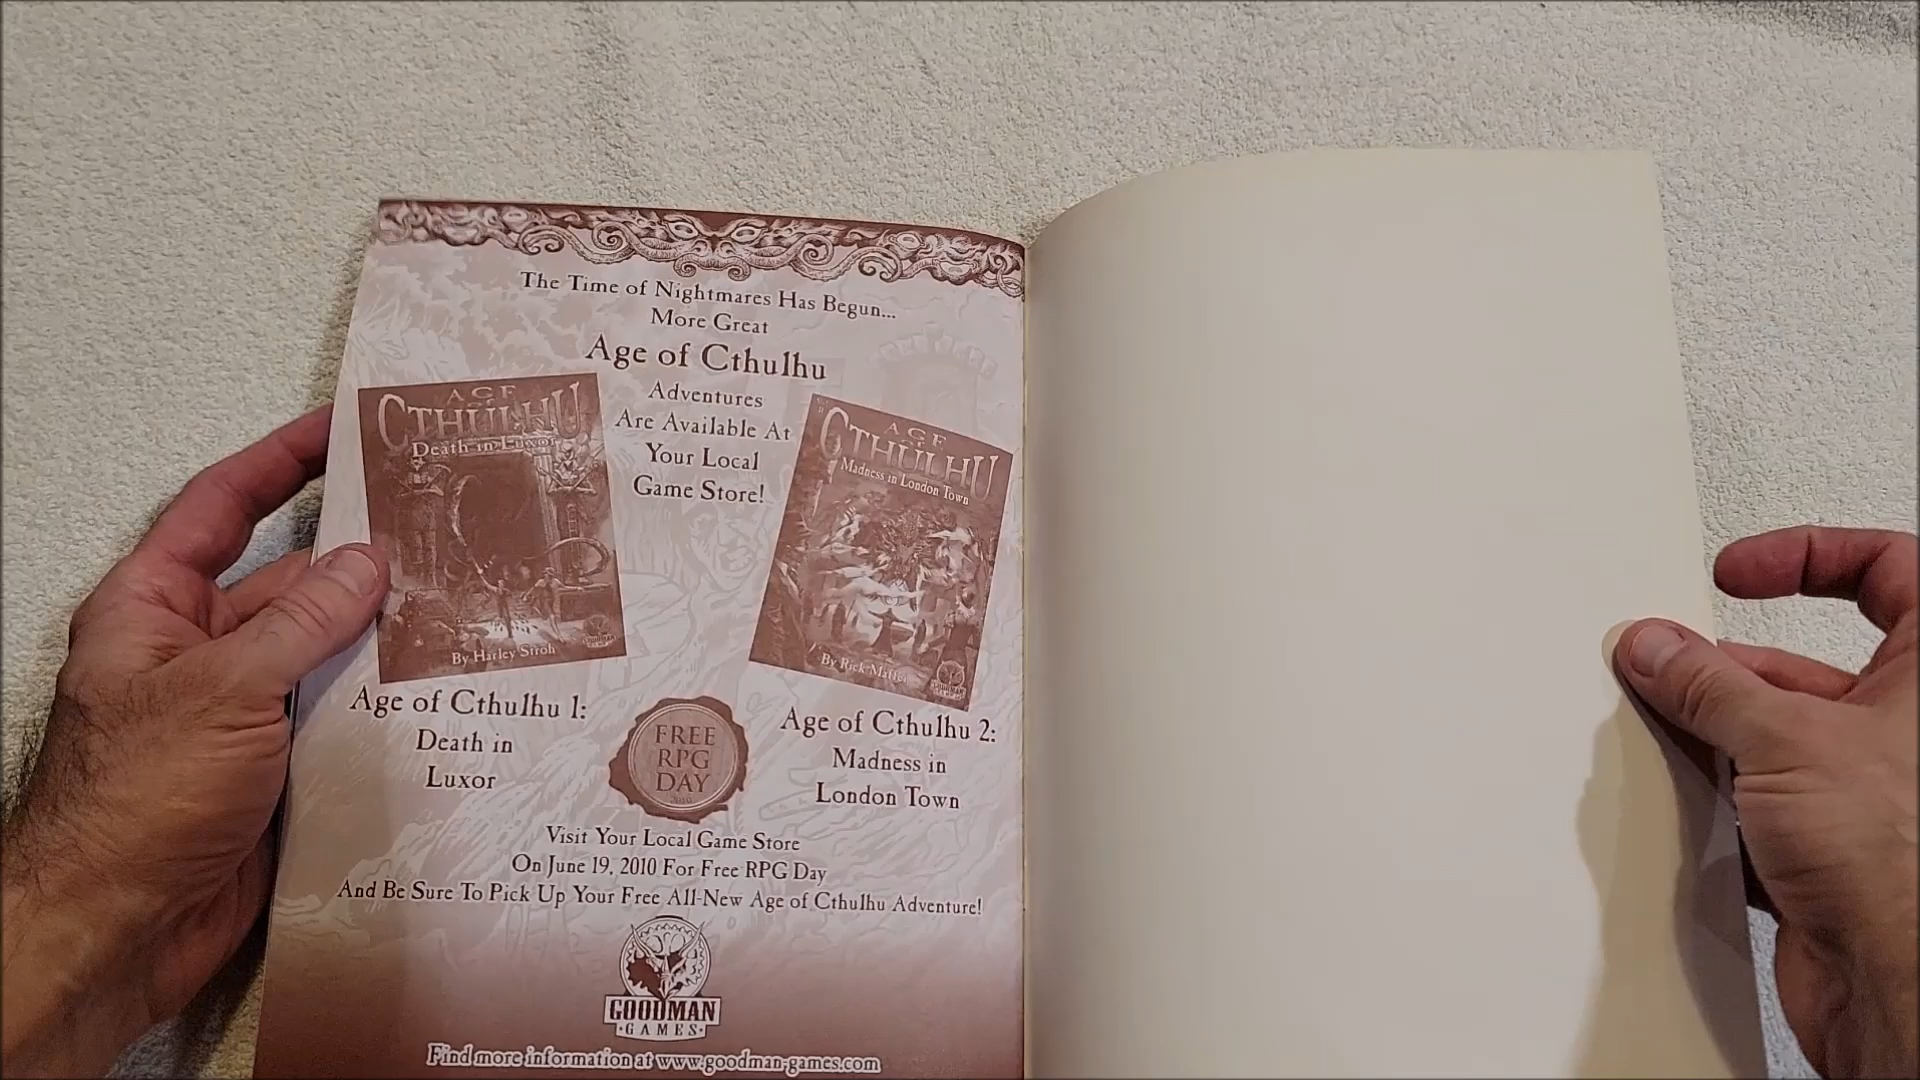 The Time of Nightmares Has Begun...
More Great
Age of Cthulhu
Adventures
Are Available At
Your Local
Game Store!
AGE
CTHULHU
Death in Luxor
By Harley Stroh
AGE
of
CTHULHU
Madness in London Town
By Rick Maffei
GOODMAN
Age of Cthulhu 1:
Death in
Luxor
FREE
RPG
DAY
2010
Age of Cthulhu 2:
Madness in
London Town
Visit Your Local Game Store
On June 19, 2010 For Free RPG Day
And Be Sure To Pick Up Your Free All-New Age of Cthulhu Adventure!
GOODMAN
·GAMES·
Find more information at www.goodman-games.com